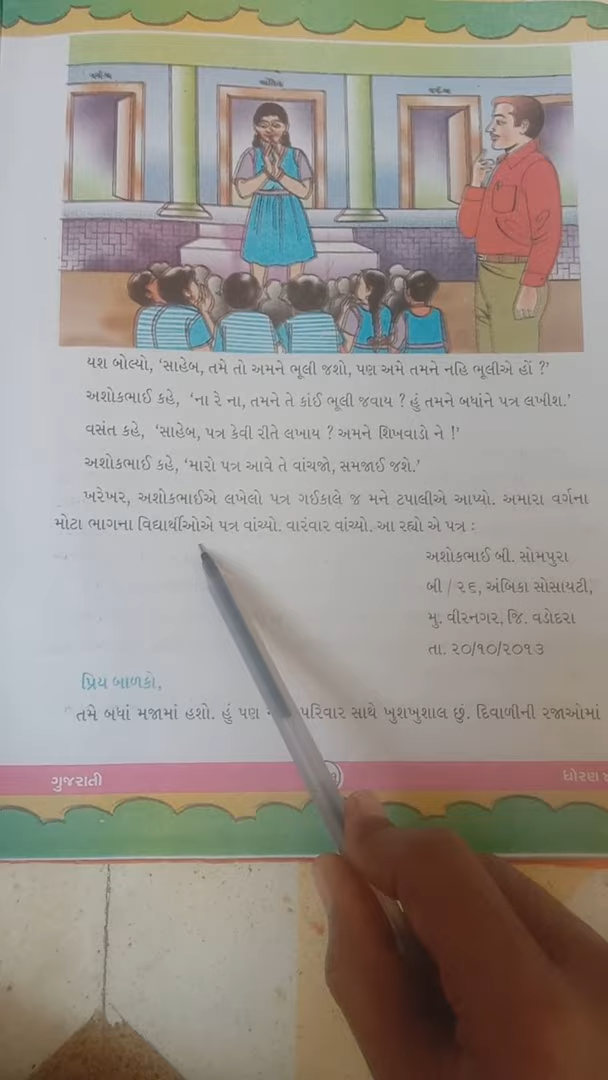 યશ બોલ્યો, ‘સાહેબ, તમે તો અમને ભૂલી જશો, પણ અમે તમને નહિ ભૂલીએ હોં ?’
અશોકભાઈ કહે, ‘ના રે ના, તમને તે કાંઈ ભૂલી જવાય ? હું તમને બધાંને પત્ર લખીશ.’
વસંત કહે, ‘સાહેબ, પત્ર કેવી રીતે લખાય ? અમને શિખવાડો ને !’
અશોકભાઈ કહે, ‘મારો પત્ર આવે તે વાંચજો, સમજાઈ જશે.’
ખરેખર, અશોકભાઈએ લખેલો પત્ર ગઈકાલે જ મને ટપાલીએ આપ્યો. અમારા વર્ગના
મોટા ભાગના વિદ્યાર્થીઓએ પત્ર વાંચ્યો. વારંવાર વાંચ્યો. આ રહ્યો એ પત્ર :
અશોકભાઈ બી. સોમપુરા
બી / ૨૬, અંબિકા સોસાયટી,
મુ. વીરનગર, જિ. વડોદરા
તા. ૨૦/૧૦/૨૦૧૩
પ્રિય બાળકો,
તમે બધાં મજામાં હશો. હું પણ પરિવાર સાથે ખુશખુશાલ છું. દિવાળીની રજાઓમાં
ગુજરાતી
ધોરણ